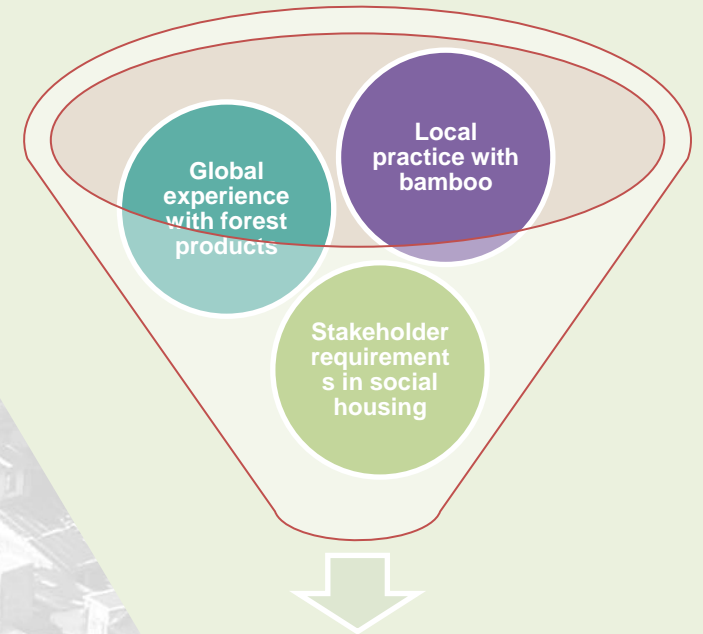 Local
practice with
bamboo
Global
experience
with forest
products
Stakeholder
requirement
s in social
housing